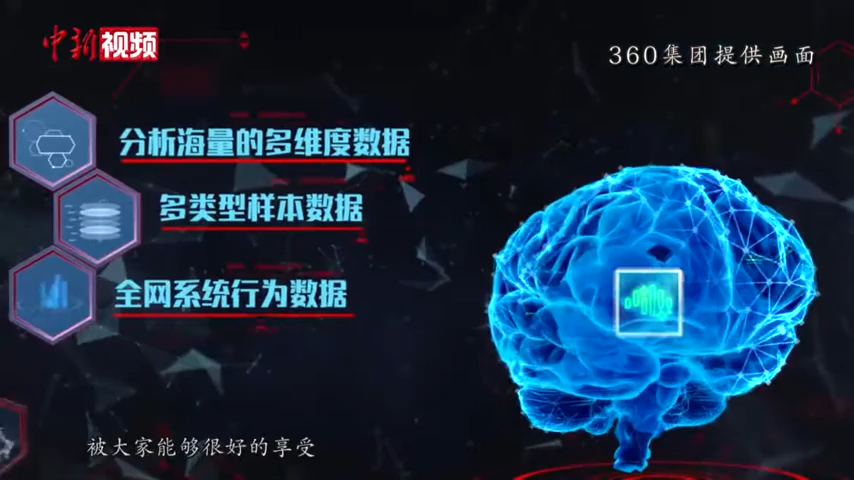 中新视频
360集团提供画面
分析海量的多维度数据
多类型样本数据
全网系统行为数据
被大家能够很好的享受